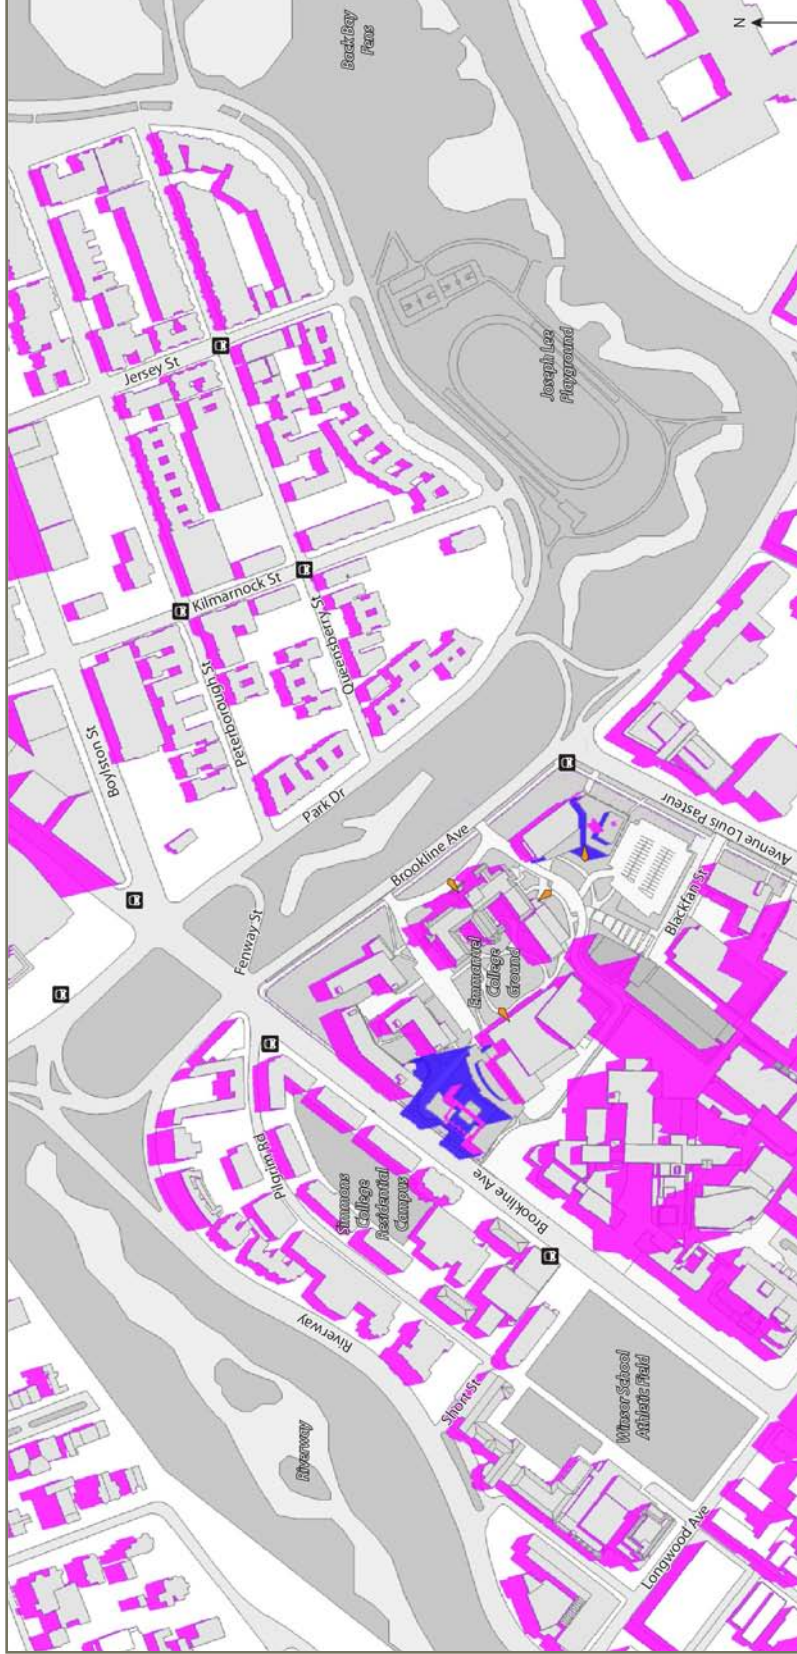 N
Back Bay
Fens
Jersey St
Joseph Lee
Playground
Kilmarnock St
Queensberry St
Peterborough St
Boylston St
Park Dr
Brookline Ave
Avenue Louis Pasteur
Blackfan St
Fenway St
Emmanuel
College
Ground
Pilgrim Rd
Simmons
College
Residential
Campus
Brookline Ave
Riverway
Short St
Winsor School
Athletic Field
Riverway
Longwood Ave